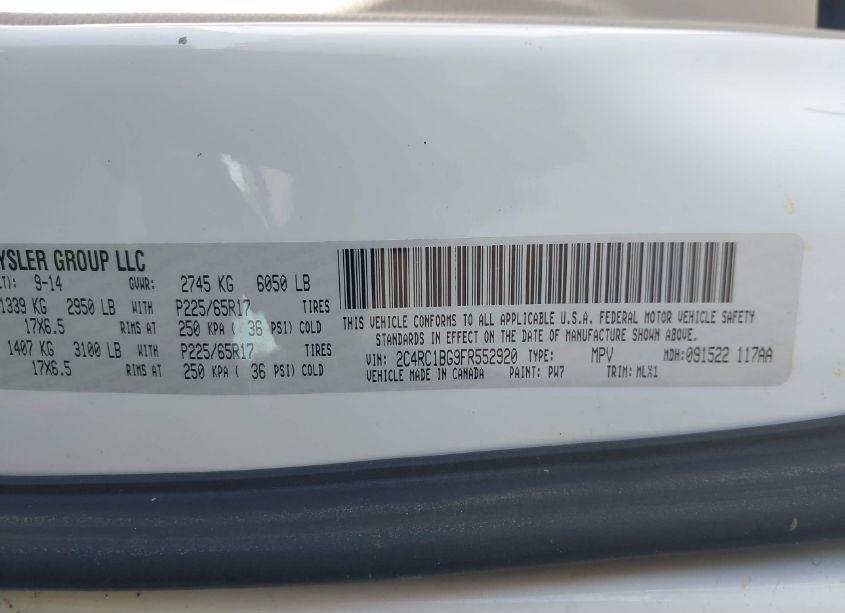 YSLER GROUP LLC
LT): 9-14 GVWR: 2745 KG 6050 LB
1339 KG 2950 LB WITH P225/65R17 TIRES
17X6.5 RIMS AT 250 KPA ( 36 PSI) COLD
1407 KG 3100 LB WITH P225/65R17 TIRES
17X6.5 RIMS AT 250 KPA ( 36 PSI) COLD
THIS VEHICLE CONFORMS TO ALL APPLICABLE U.S.A. FEDERAL MOTOR VEHICLE SAFETY
STANDARDS IN EFFECT ON THE DATE OF MANUFACTURE SHOWN ABOVE.
VIN: 2C4RC1BG9FR552920 TYPE: MPV MDH:091522 117AA
VEHICLE MADE IN CANADA PAINT: PW7 TRIM: MLX1